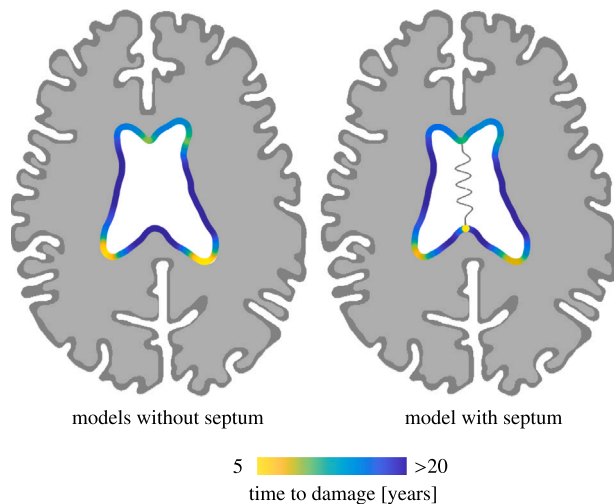 models without septum
model with septum
5 >20
time to damage [years]